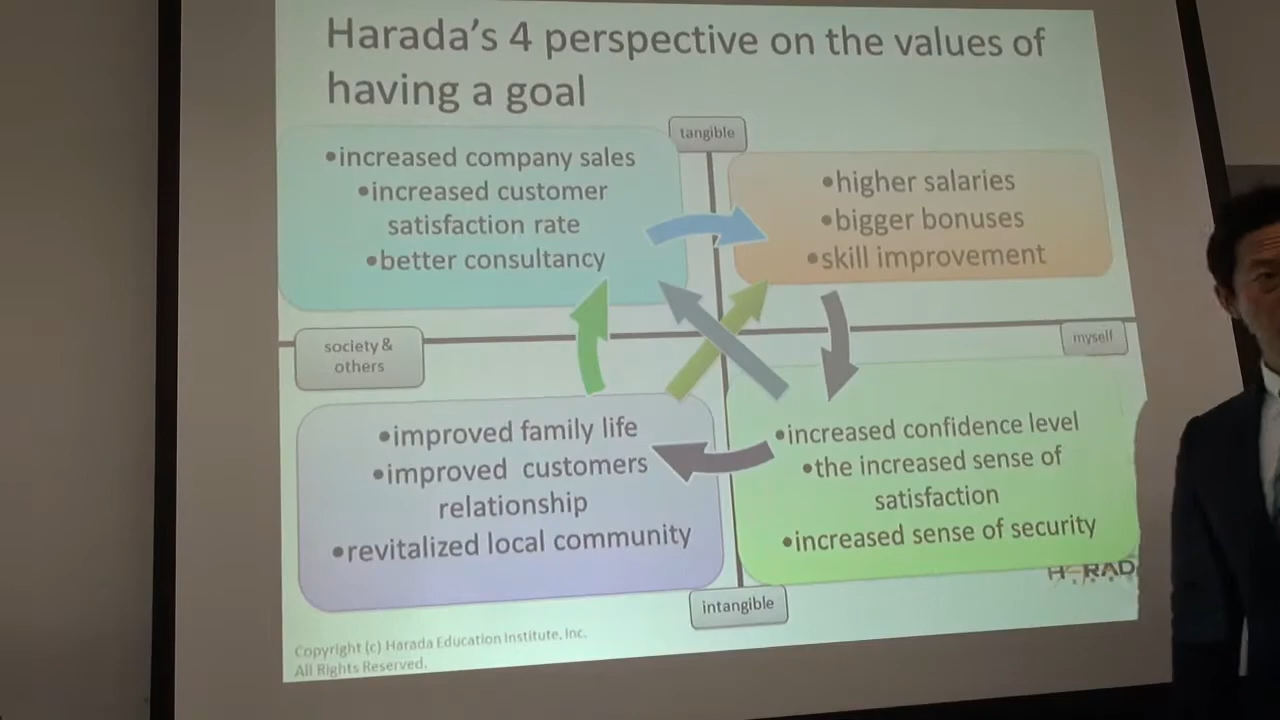 Harada's 4 perspective on the values of
having a goal
tangible
•increased company sales
•increased customer
satisfaction rate
•better consultancy
•higher salaries
•bigger bonuses
•skill improvement
society &
others
myself
•improved family life
•improved customers
relationship
•revitalized local community
•increased confidence level
•the increased sense of
satisfaction
•increased sense of security
intangible
Copyright (c) Harada Education Institute, Inc.
All Rights Reserved.